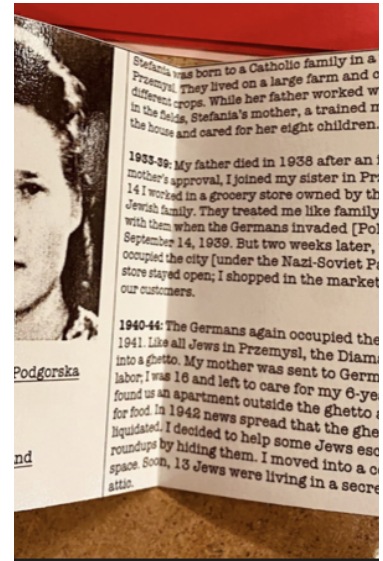 Podgorska
nd
Stefania was born to a Catholic family in a
Przemysl. They lived on a large farm and c
different crops. While her father worked w
in the fields, Stefania's mother, a trained m
the house and cared for her eight children.
1933-39: My father died in 1938 after an i
mother's approval, I joined my sister in Prz
14 I worked in a grocery store owned by th
Jewish family. They treated me like family
with them when the Germans invaded [Pol
September 14, 1939. But two weeks later,
occupied the city [under the Nazi-Soviet Pa
store stayed open; I shopped in the market
our customers.
1940-44: The Germans again occupied the
1941. Like all Jews in Przemysl, the Diam
into a ghetto. My mother was sent to Germ
labor; I was 16 and left to care for my 6-ye
found us an apartment outside the ghetto a
for food. In 1942 news spread that the ghe
liquidated. I decided to help some Jews esc
roundups by hiding them. I moved into a co
space. Soon, 13 Jews were living in a secre
attic.